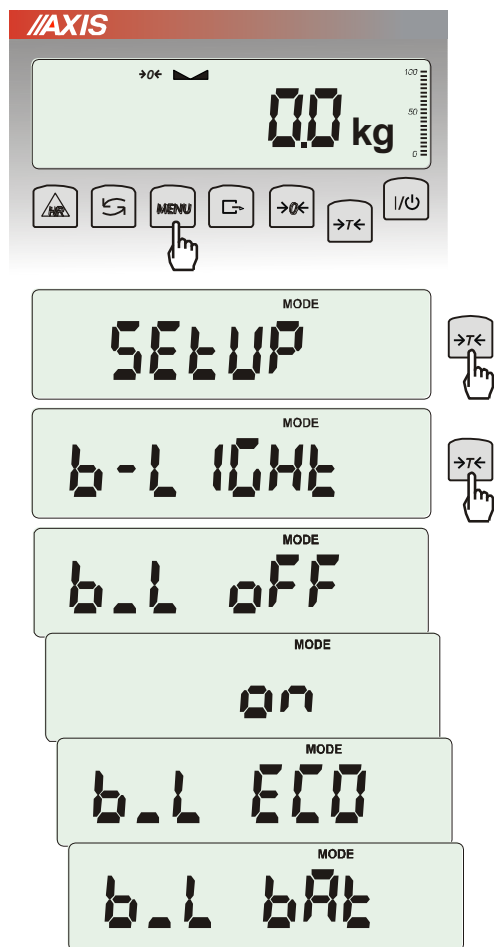 //AXIS
→0←
100
50
0
0.0 kg
HR MENU →0← →T← I/
MODE
SEtUP
→T←
MODE
b-LIGHt
→T←
MODE
b_L oFF
MODE
on
MODE
b_L ECO
MODE
b_L bAt